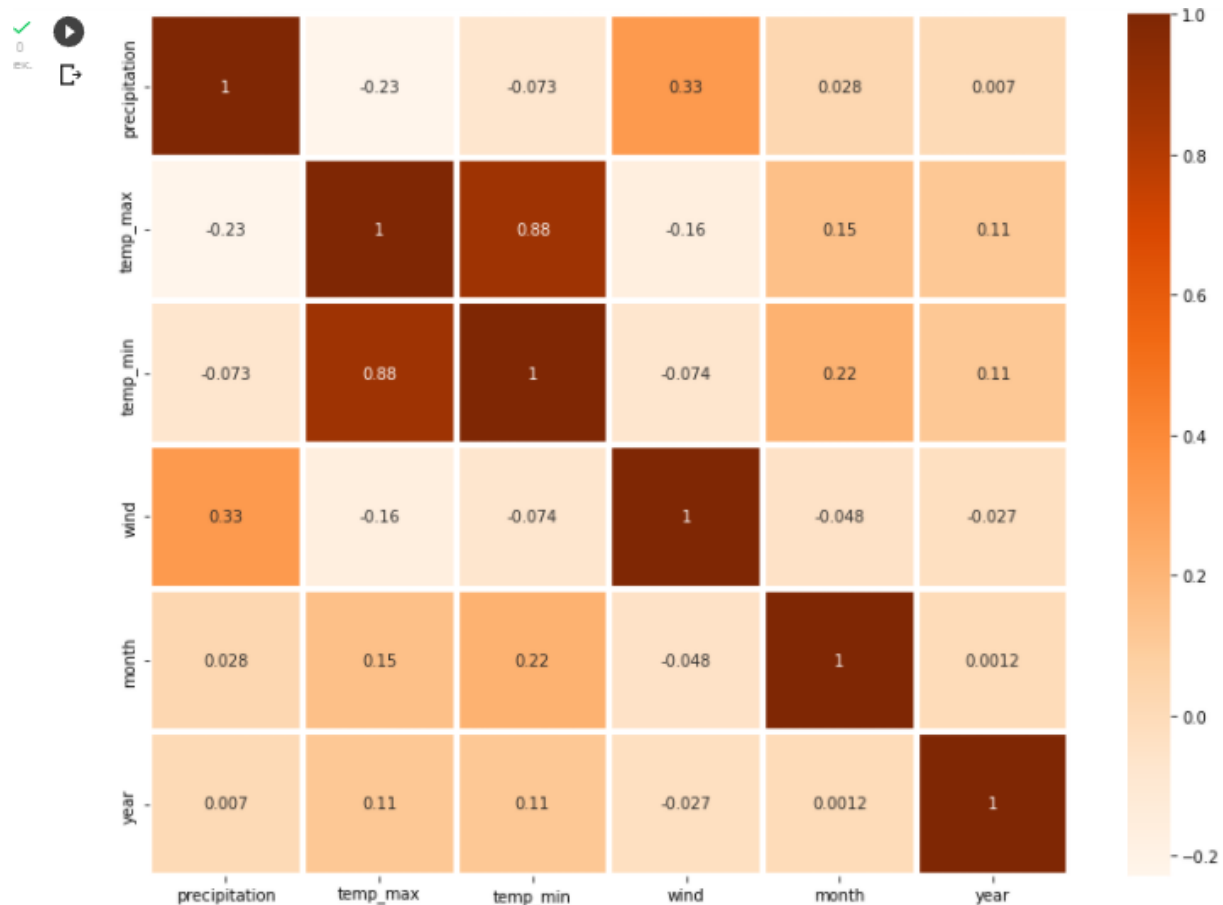 0
precipitation 1 -0.23 -0.073 0.33 0.028 0.007
temp_max -0.23 1 0.88 -0.16 0.15 0.11
temp_min -0.073 0.88 1 -0.074 0.22 0.11
wind 0.33 -0.16 -0.074 1 -0.048 -0.027
month 0.028 0.15 0.22 -0.048 1 0.0012
year 0.007 0.11 0.11 -0.027 0.0012 1
precipitation temp_max temp_min wind month year
1.0
0.8
0.6
0.4
0.2
0.0
−0.2